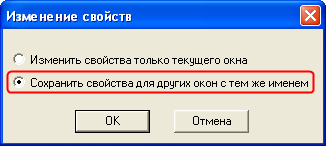 Изменение свойств
Изменить свойства только текущего окна
Сохранить свойства для других окон с тем же именем
OK
Отмена